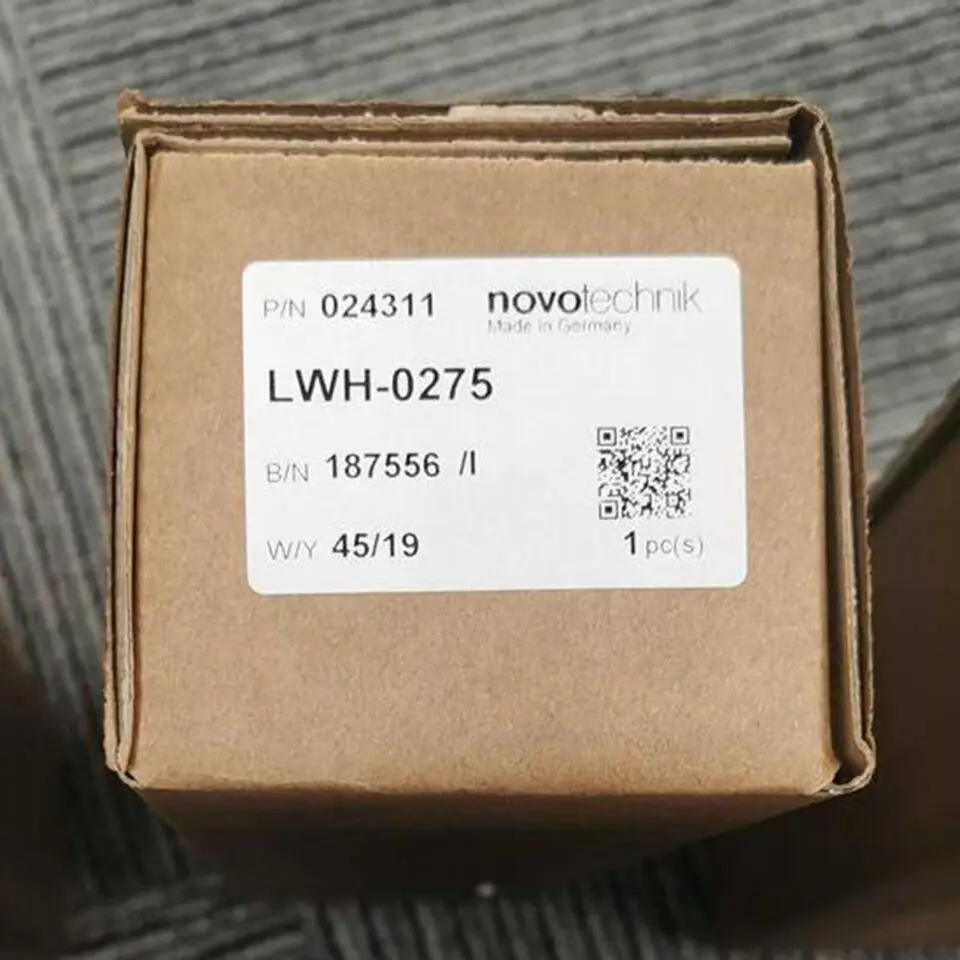 P/N 024311 novotechnik
Made in Germany
LWH-0275
B/N 187556 /I
W/Y 45/19 1 pc(s)